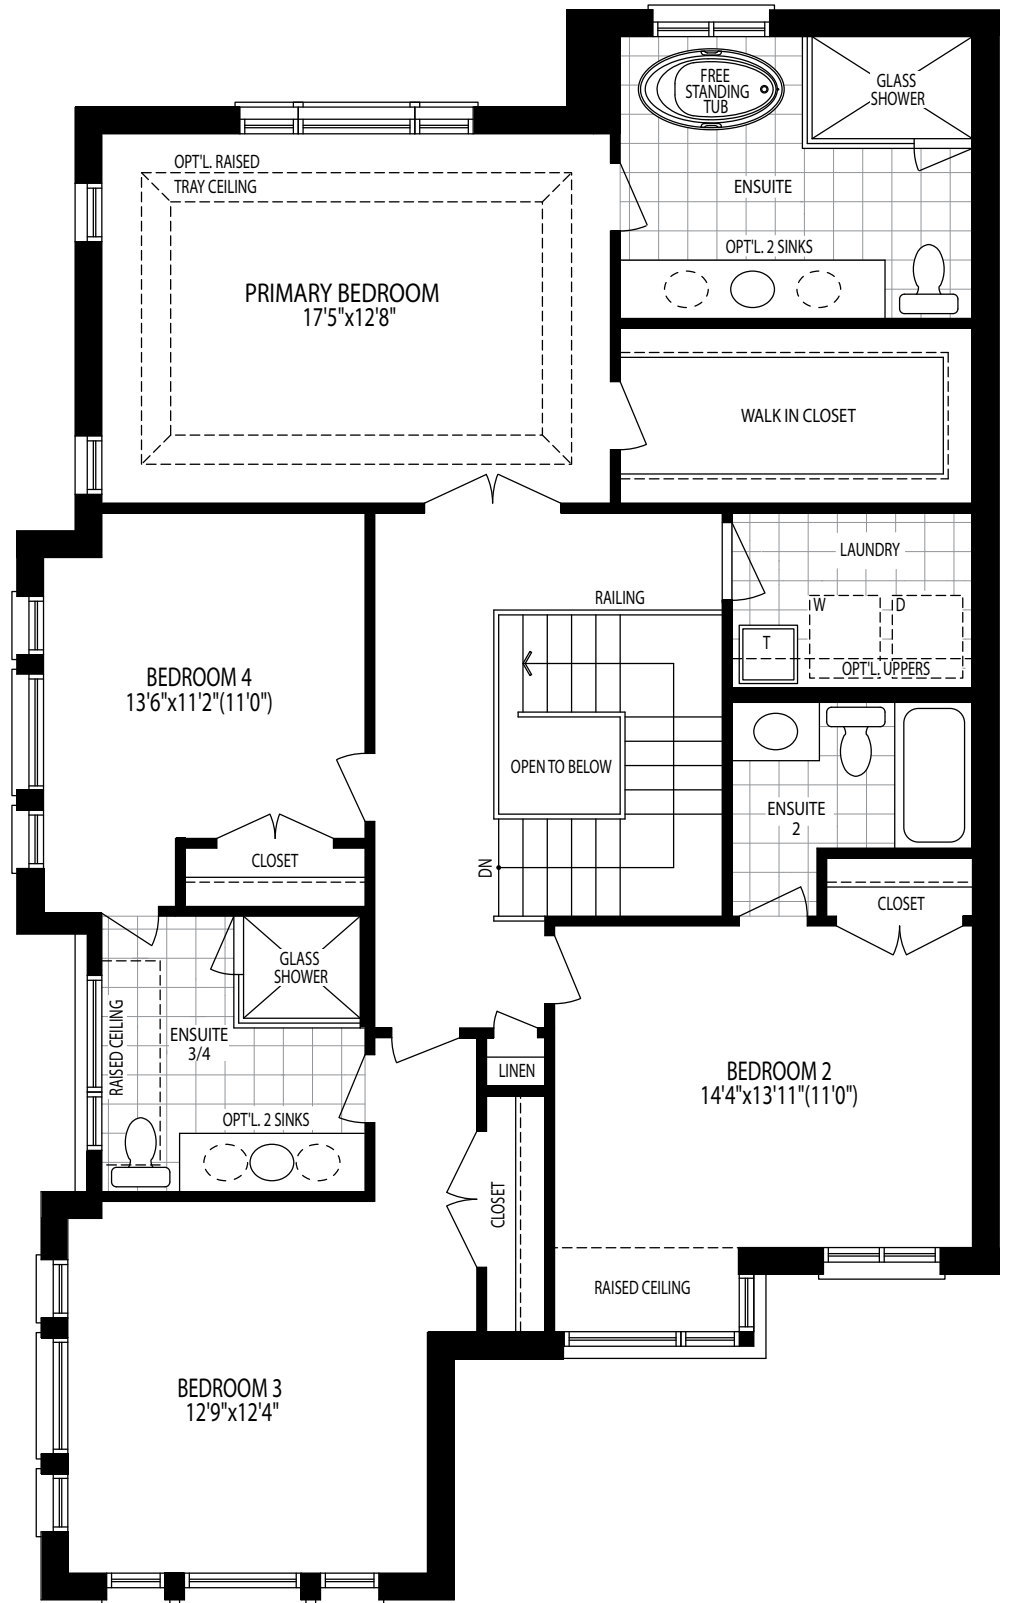 FREE
STANDING
TUB
GLASS
SHOWER
OPT'L. RAISED
TRAY CEILING
ENSUITE
OPT'L. 2 SINKS
PRIMARY BEDROOM
17'5"x12'8"
WALK IN CLOSET
LAUNDRY
RAILING
W
D
T
OPT'L. UPPERS
BEDROOM 4
13'6"x11'2"(11'0")
OPEN TO BELOW
ENSUITE
2
CLOSET
DN
CLOSET
GLASS
SHOWER
RAISED CEILING
ENSUITE
3/4
LINEN
BEDROOM 2
14'4"x13'11"(11'0")
OPT'L. 2 SINKS
CLOSET
RAISED CEILING
BEDROOM 3
12'9"x12'4"